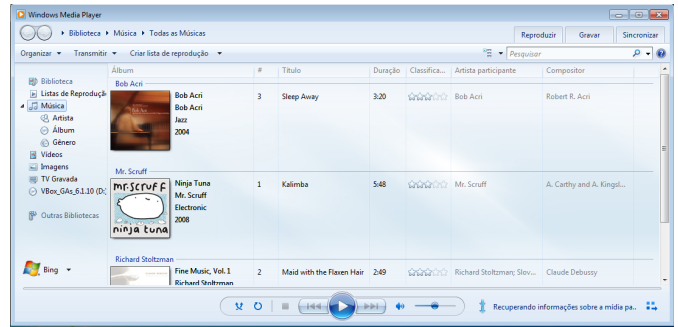 Windows Media Player
Biblioteca Música Todas as Músicas
Reproduzir Gravar Sincronizar
Organizar Transmitir Criar lista de reprodução Pesquisar
Álbum # Título Duração Classifica... Artista participante Compositor
Biblioteca
Listas de Reproduçã
Música
Artista
Álbum
Gênero
Vídeos
Imagens
TV Gravada
VBox_GAs_6.1.10 (D:
Outras Bibliotecas
Bing
Bob Acri
Bob Acri 3 Sleep Away 3:20 Bob Acri Robert R. Acri
Bob Acri
Jazz
2004
Mr. Scruff
mr.scruff
ninja tuna
Ninja Tuna 1 Kalimba 5:48 Mr. Scruff A. Carthy and A. Kingsl...
Mr. Scruff
Electronic
2008
Richard Stoltzman
Fine Music, Vol. 1 2 Maid with the Flaxen Hair 2:49 Richard Stoltzman; Slov... Claude Debussy
Richard Stoltzman
Recuperando informações sobre a mídia pa..